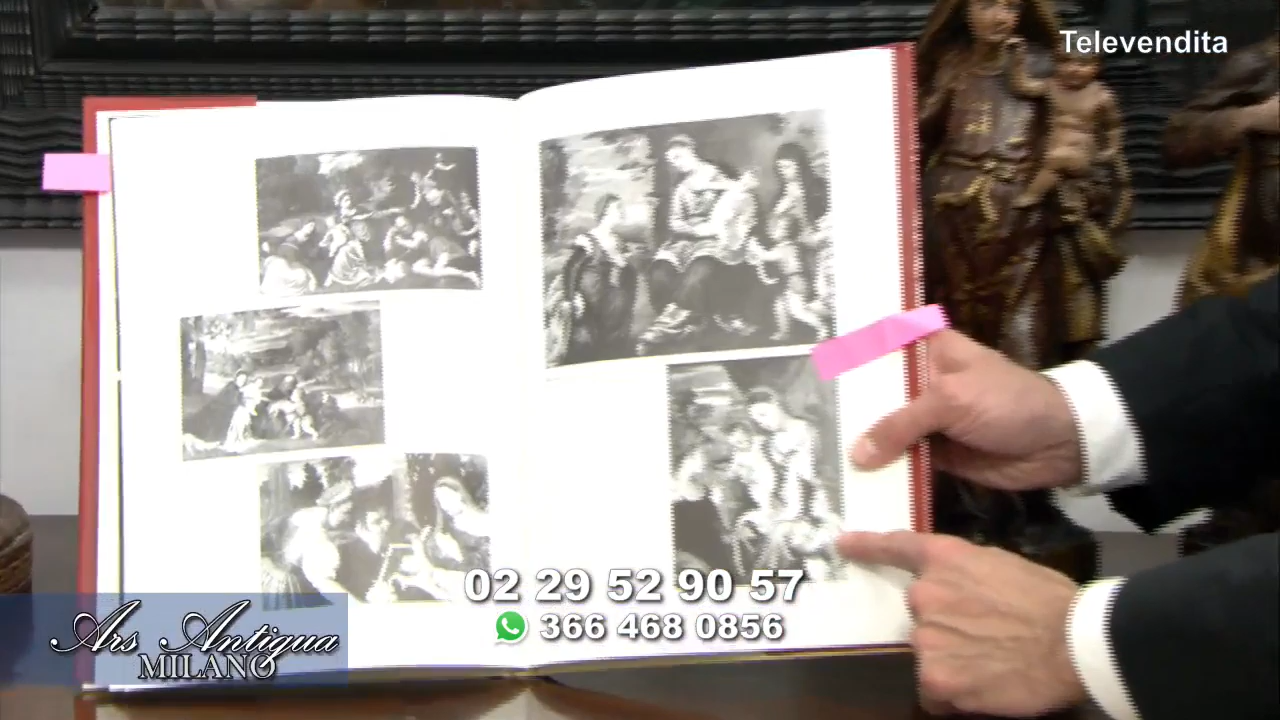 Televendita
02 29 52 90 57
366 468 0856
Ars Antiqua
MILANO